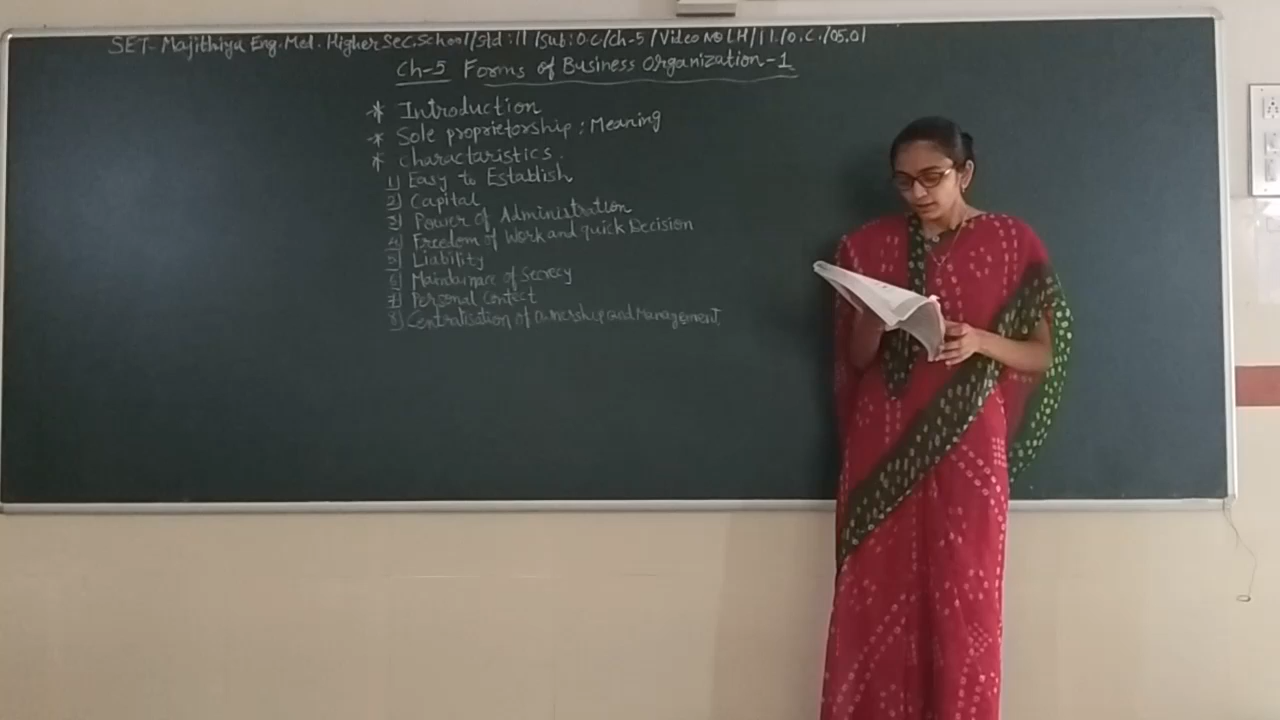 SET- Majithiya Eng. Med. Higher Sec. School/Std:11/Sub:O.C/Ch-5/Video No LH/11/O.C./05.01
Ch-5 Forms of Business Organization-1
* Introduction
* Sole proprietorship : Meaning
* Charactaristics.
1) Easy to Establish
2) Capital
3) Power of Administration
4) Freedom of Work and quick Decision
5) Liability
6) of Secrecy
7) Personal Contect
8) Centralisation of Ownership and Management.